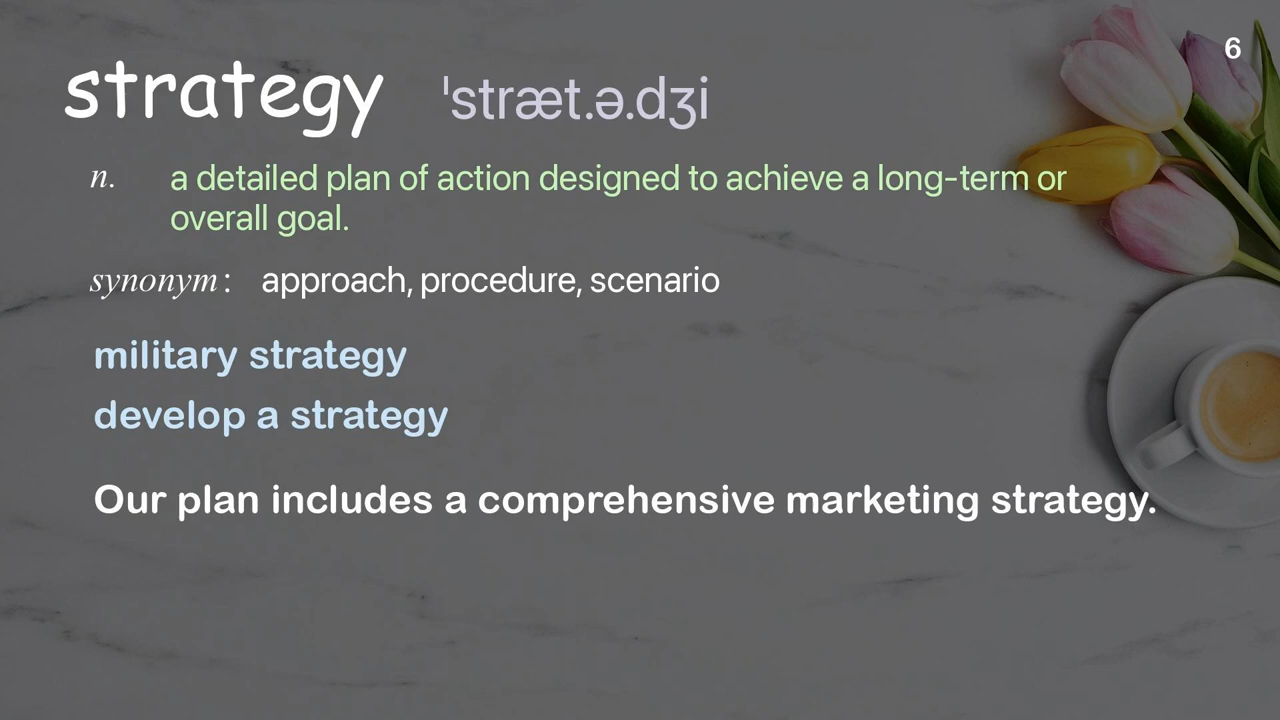 6
strategy ˈstræt.ə.dʒi
n. a detailed plan of action designed to achieve a long-term or
overall goal.
synonym: approach, procedure, scenario
military strategy
develop a strategy
Our plan includes a comprehensive marketing strategy.